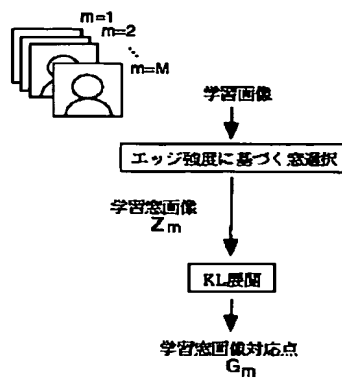 m=1
m=2
m=M
学習画像
エッジ強度に基づく窓選択
学習窓画像
Zm
KL展開
学習窓画像対応点
Gm